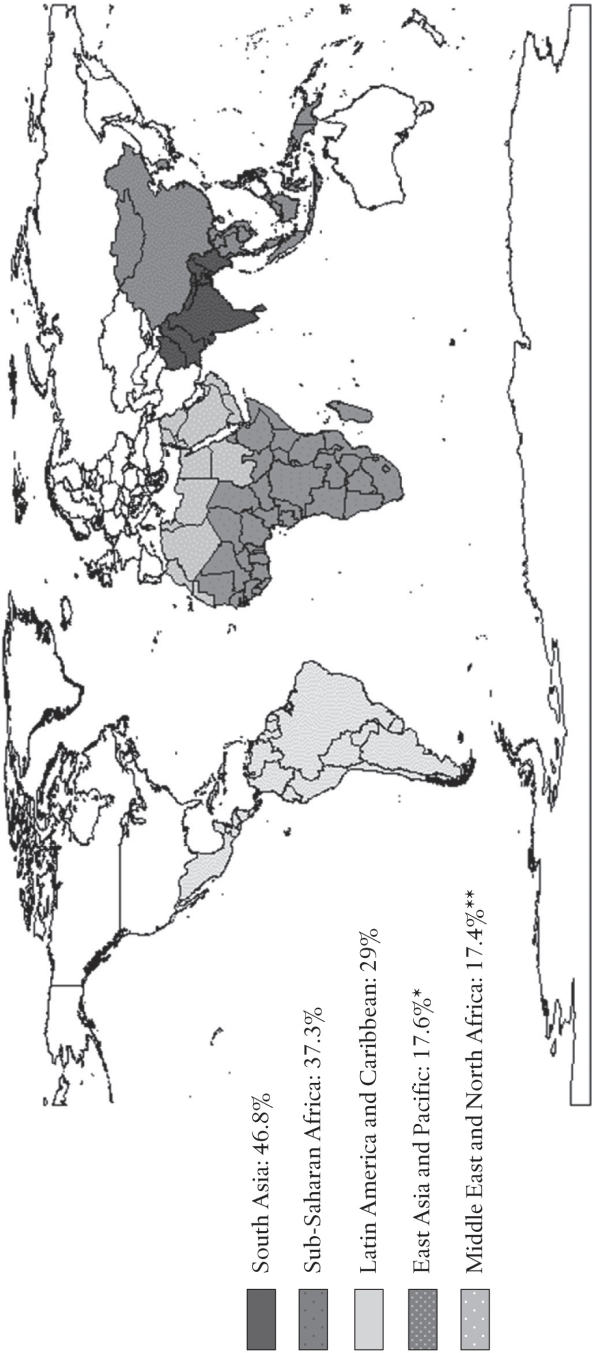 South Asia: 46.8%
Sub-Saharan Africa: 37.3%
Latin America and Caribbean: 29%
East Asia and Pacific: 17.6%*
Middle East and North Africa: 17.4%**